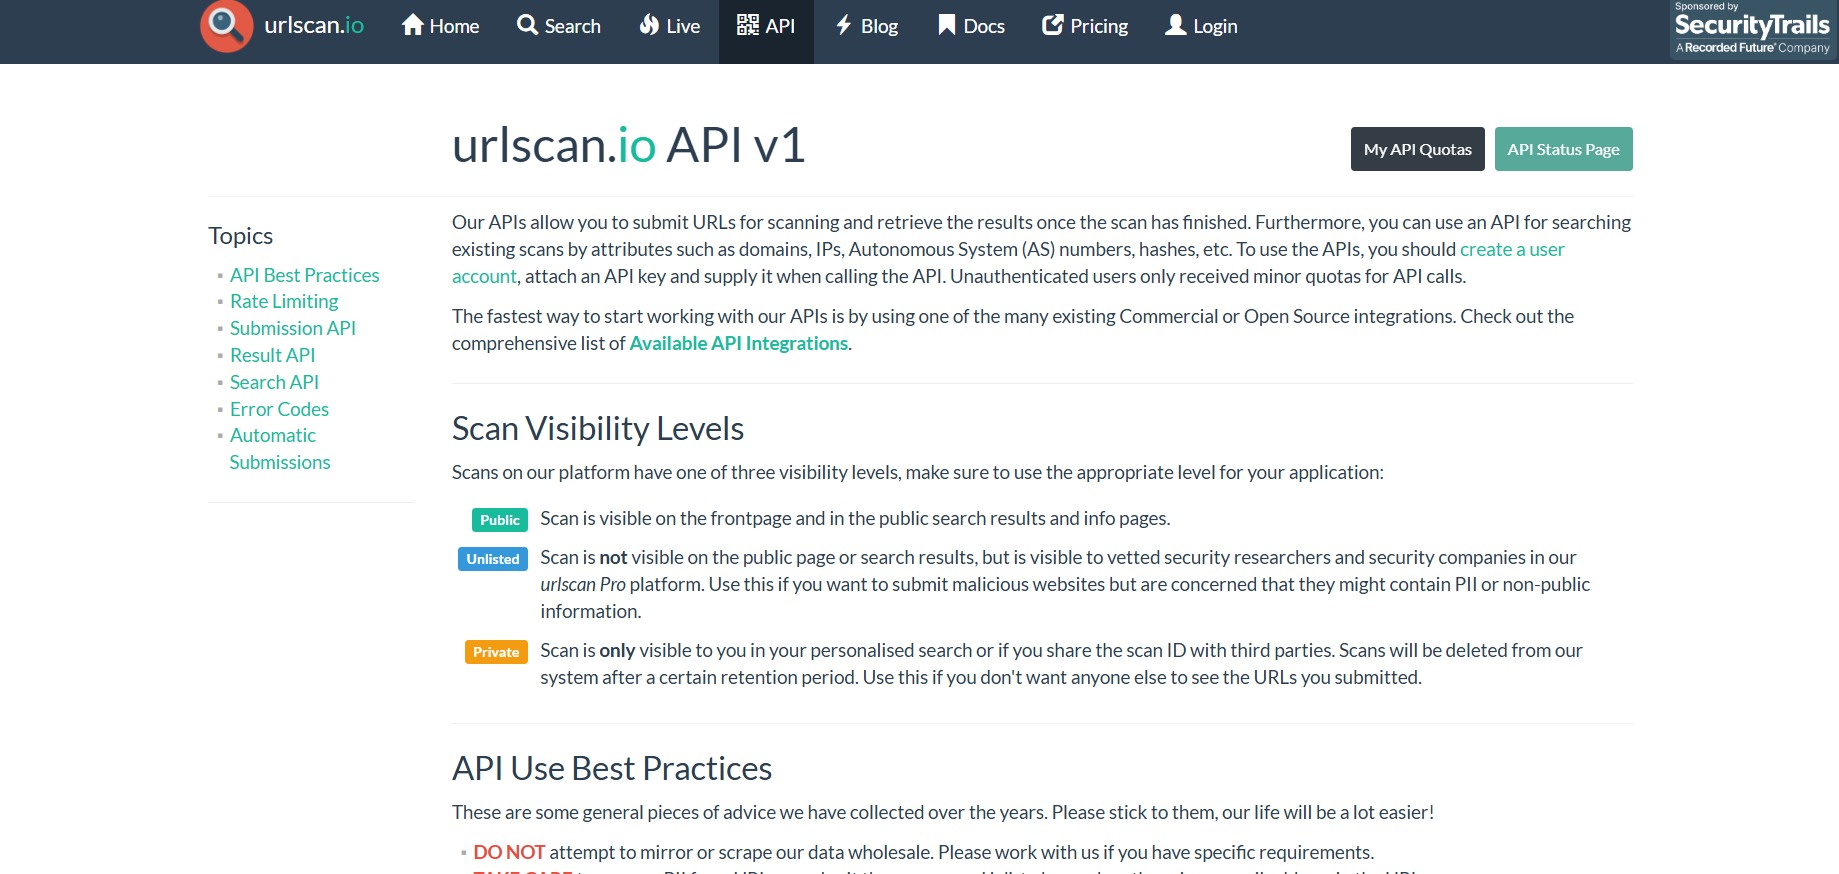 urlscan.io
Home
Search
Live
API
Blog
Docs
Pricing
Login
Sponsored by
SecurityTrails
A Recorded Future® Company
urlscan.io API v1
My API Quotas
API Status Page
Topics
API Best Practices
Rate Limiting
Submission API
Result API
Search API
Error Codes
Automatic
Submissions
Our APIs allow you to submit URLs for scanning and retrieve the results once the scan has finished. Furthermore, you can use an API for searching
existing scans by attributes such as domains, IPs, Autonomous System (AS) numbers, hashes, etc. To use the APIs, you should create a user
account, attach an API key and supply it when calling the API. Unauthenticated users only received minor quotas for API calls.
The fastest way to start working with our APIs is by using one of the many existing Commercial or Open Source integrations. Check out the
comprehensive list of Available API Integrations.
Scan Visibility Levels
Scans on our platform have one of three visibility levels, make sure to use the appropriate level for your application:
Public Scan is visible on the frontpage and in the public search results and info pages.
Unlisted Scan is not visible on the public page or search results, but is visible to vetted security researchers and security companies in our
urlscan Pro platform. Use this if you want to submit malicious websites but are concerned that they might contain PII or non-public
information.
Private Scan is only visible to you in your personalised search or if you share the scan ID with third parties. Scans will be deleted from our
system after a certain retention period. Use this if you don't want anyone else to see the URLs you submitted.
API Use Best Practices
These are some general pieces of advice we have collected over the years. Please stick to them, our life will be a lot easier!
DO NOT attempt to mirror or scrape our data wholesale. Please work with us if you have specific requirements.